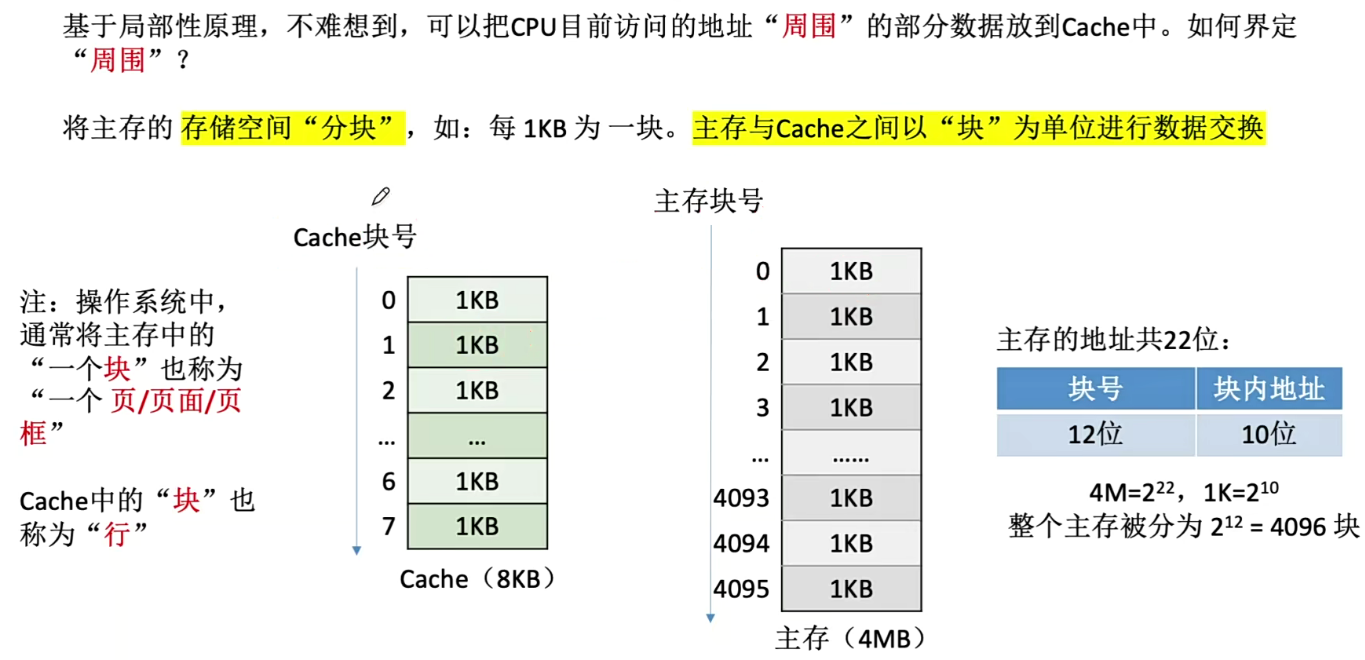 基于局部性原理，不难想到，可以把CPU目前访问的地址“周围”的部分数据放到Cache中。如何界定
“周围”？
将主存的 存储空间“分块”，如：每 1KB 为 一块。主存与Cache之间以“块”为单位进行数据交换
注：操作系统中，
通常将主存中的
“一个块”也称为
“一个 页/页面/页
框”
Cache中的“块”也
称为“行”
Cache块号
0 1KB
1 1KB
2 1KB
... ...
6 1KB
7 1KB
Cache（8KB）
主存块号
0 1KB
1 1KB
2 1KB
3 1KB
... ......
4093 1KB
4094 1KB
4095 1KB
主存（4MB）
主存的地址共22位：
块号 块内地址
12位 10位
4M=2²²，1K=2¹⁰
整个主存被分为 2¹² = 4096 块